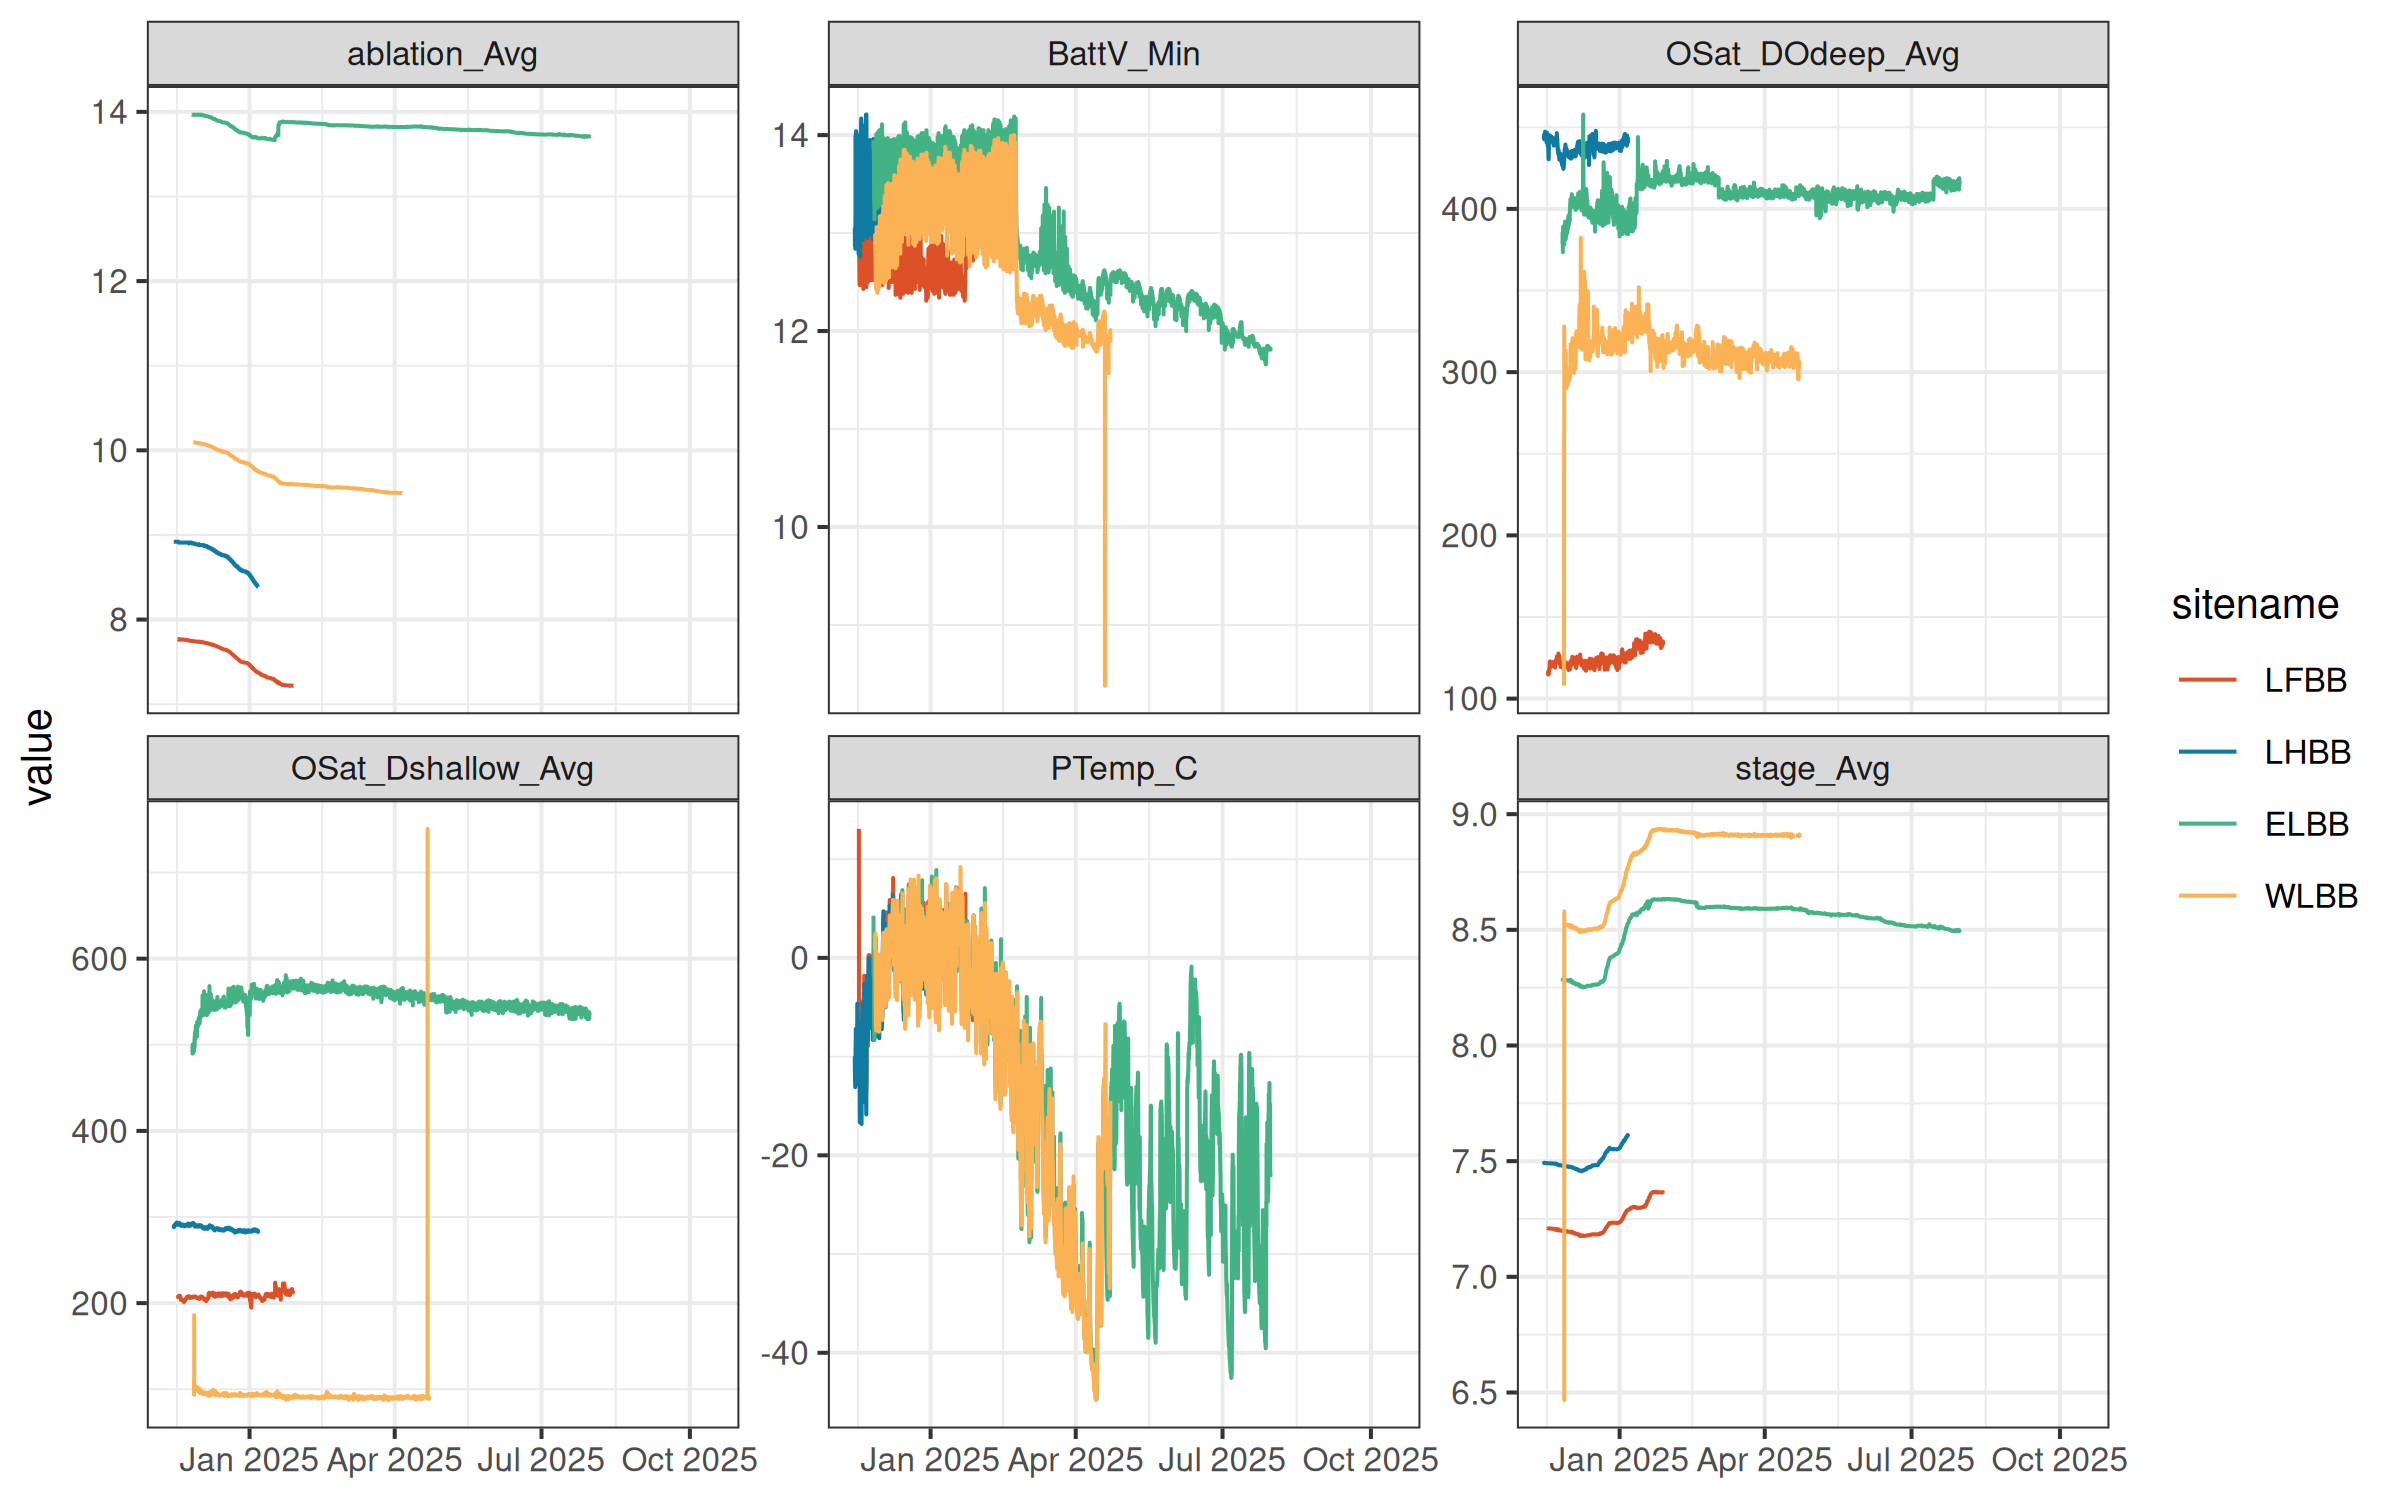 ablation_Avg
BattV_Min
OSat_DOdeep_Avg
14
12
10
8
14
12
10
400
300
200
100
value
OSat_Dshallow_Avg
PTemp_C
stage_Avg
600
400
200
0
-20
-40
9.0
8.5
8.0
7.5
7.0
6.5
Jan 2025 Apr 2025 Jul 2025 Oct 2025
Jan 2025 Apr 2025 Jul 2025 Oct 2025
Jan 2025 Apr 2025 Jul 2025 Oct 2025
sitename
LFBB
LHBB
ELBB
WLBB